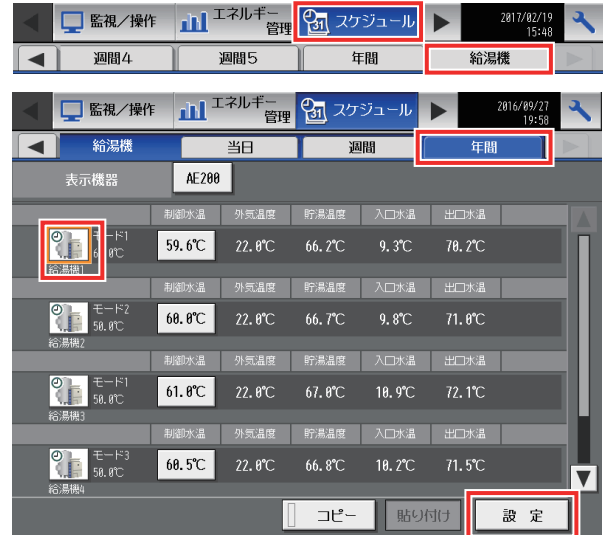 監視／操作 エネルギー管理 31 スケジュール 2017/02/19 15:48
週間4 週間5 年間 給湯機
監視／操作 エネルギー管理 31 スケジュール 2016/09/27 19:58
給湯機 当日 週間 年間
表示機器 AE200
制御水温 外気温度 貯湯温度 入口水温 出口水温
モード1 59.6℃ 22.0℃ 66.2℃ 9.3℃ 70.2℃
給湯機1
制御水温 外気温度 貯湯温度 入口水温 出口水温
モード2 50.0℃ 60.0℃ 22.0℃ 66.7℃ 9.8℃ 71.0℃
給湯機2
制御水温 外気温度 貯湯温度 入口水温 出口水温
モード1 50.0℃ 61.0℃ 22.0℃ 67.0℃ 10.9℃ 72.1℃
給湯機3
制御水温 外気温度 貯湯温度 入口水温 出口水温
モード3 50.0℃ 60.5℃ 22.0℃ 66.8℃ 10.2℃ 71.5℃
給湯機4
コピー 貼り付け 設 定